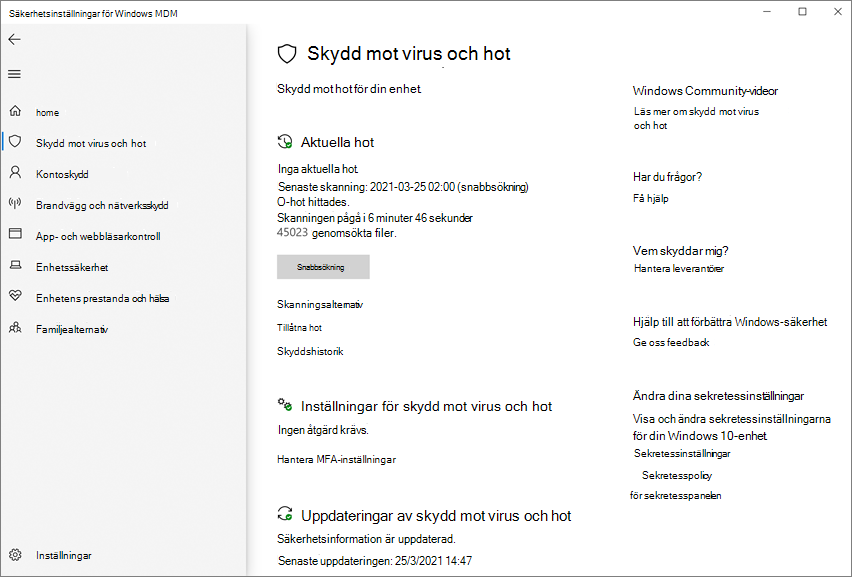 Säkerhetsinställningar för Windows MDM
home
Skydd mot virus och hot
Kontoskydd
Brandvägg och nätverksskydd
App- och webbläsarkontroll
Enhetssäkerhet
Enhetens prestanda och hälsa
Familjealternativ
Inställningar
Skydd mot virus och hot
Skydd mot hot för din enhet.
Aktuella hot
Inga aktuella hot.
Senaste skanning: 2021-03-25 02:00 (snabbsökning)
O-hot hittades.
Skanningen pågå i 6 minuter 46 sekunder
45023 genomsökta filer.
Snabbsökning
Skanningsalternativ
Tillåtna hot
Skyddshistorik
Inställningar för skydd mot virus och hot
Ingen åtgärd krävs.
Hantera MFA-inställningar
Uppdateringar av skydd mot virus och hot
Säkerhetsinformation är uppdaterad.
Senaste uppdateringen: 25/3/2021 14:47
Windows Community-videor
Läs mer om skydd mot virus
och hot
Har du frågor?
Få hjälp
Vem skyddar mig?
Hantera leverantörer
Hjälp till att förbättra Windows-säkerhet
Ge oss feedback
Ändra dina sekretessinställningar
Visa och ändra sekretessinställningarna
för din Windows 10-enhet.
Sekretessinställningar
Sekretesspolicy
för sekretesspanelen